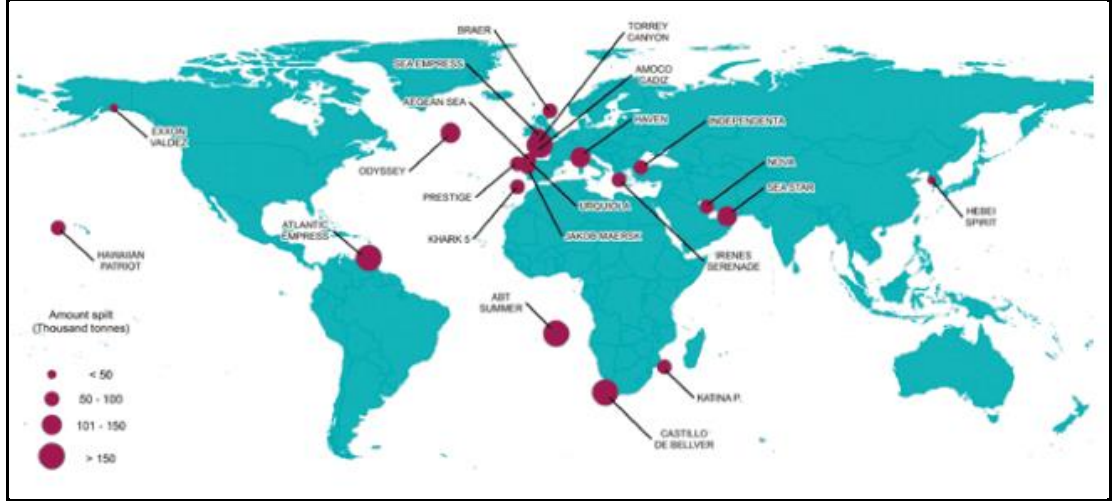 BRAER
TORREY
CANYON
SEA EMPRESS
AMOCO
CADIZ
AEGEAN SEA
HAVEN
INDEPENDENTA
EXXON
VALDEZ
ODYSSEY
NOVA
SEA STAR
PRESTIGE
URQUIOLA
HEBEI
SPIRIT
ATLANTIC
EMPRESS
KHARK 5
JAKOB MAERSK
HAWAIIAN
PATRIOT
IRENES
SERENADE
ABT
SUMMER
Amount spilt
(Thousand tonnes)
< 50
50 - 100
101 - 150
> 150
KATINA P.
CASTILLO
DE BELLVER